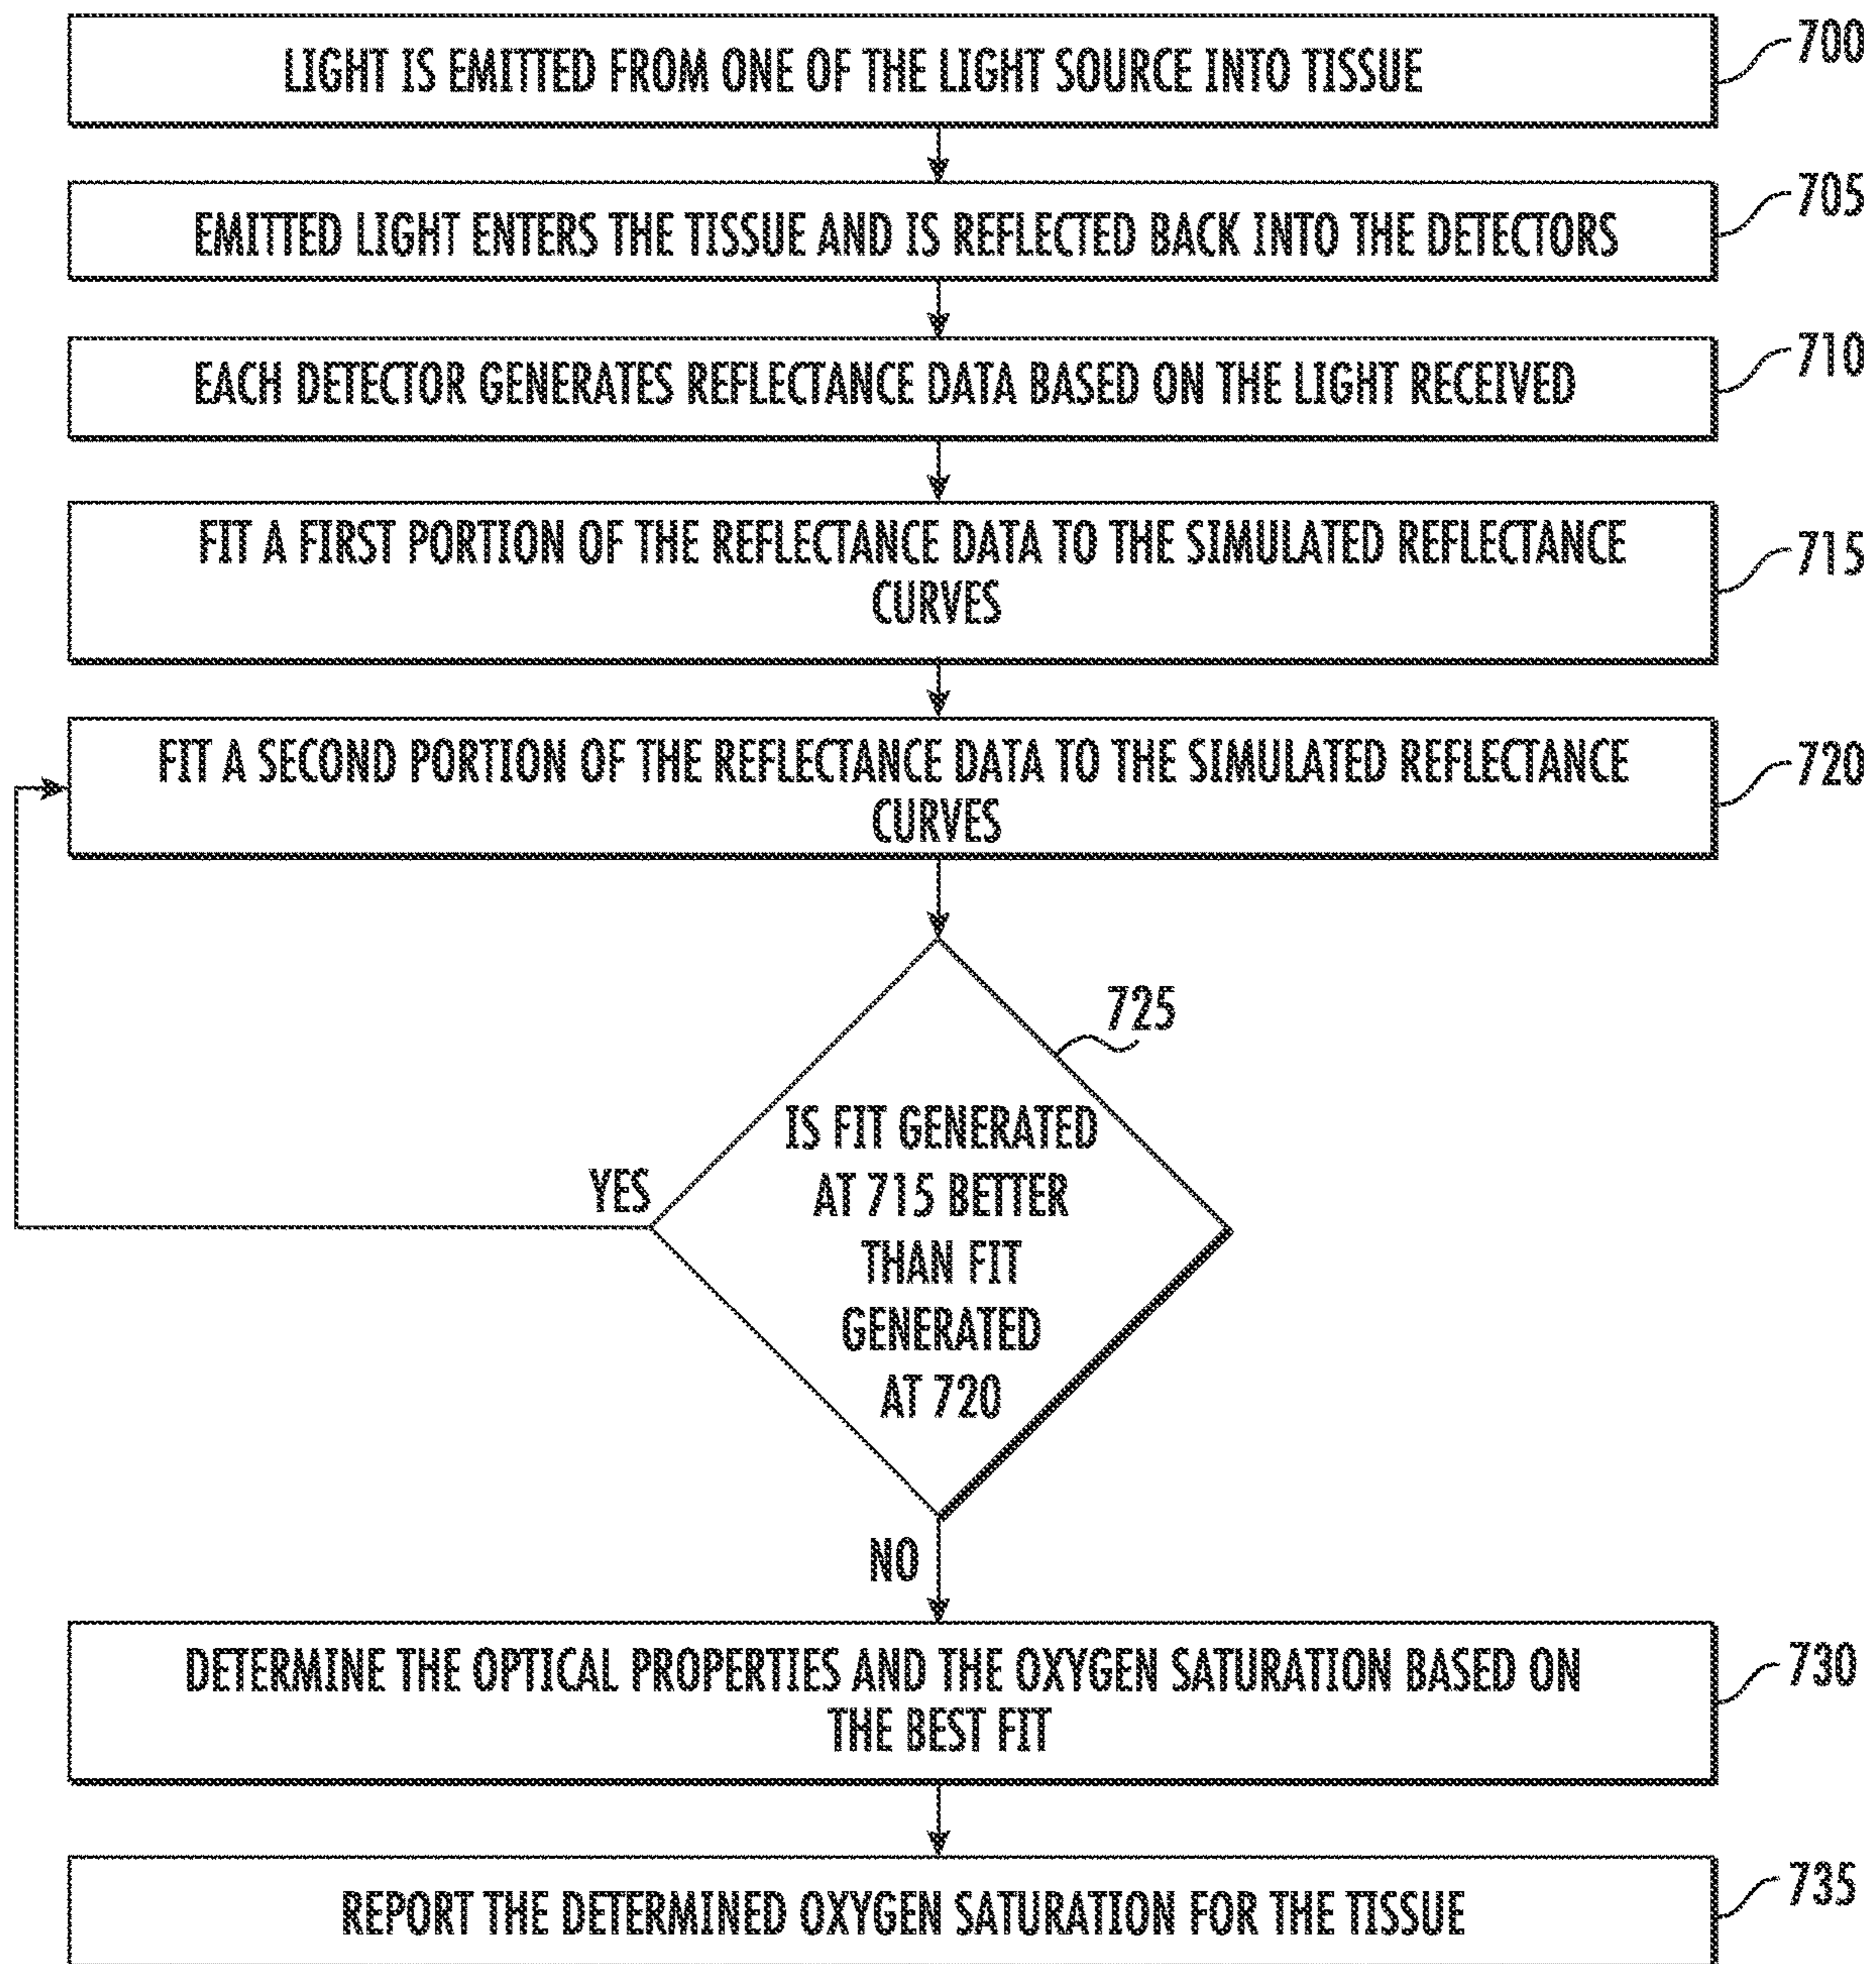 LIGHT IS EMITTED FROM ONE OF THE LIGHT SOURCE INTO TISSUE
700
EMITTED LIGHT ENTERS THE TISSUE AND IS REFLECTED BACK INTO THE DETECTORS
705
EACH DETECTOR GENERATES REFLECTANCE DATA BASED ON THE LIGHT RECEIVED
710
FIT A FIRST PORTION OF THE REFLECTANCE DATA TO THE SIMULATED REFLECTANCE
CURVES
715
FIT A SECOND PORTION OF THE REFLECTANCE DATA TO THE SIMULATED REFLECTANCE
CURVES
720
725
IS FIT GENERATED
AT 715 BETTER
THAN FIT
GENERATED
AT 720
YES
NO
DETERMINE THE OPTICAL PROPERTIES AND THE OXYGEN SATURATION BASED ON
THE BEST FIT
730
REPORT THE DETERMINED OXYGEN SATURATION FOR THE TISSUE
735